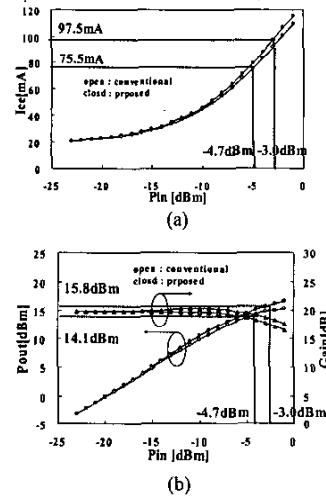 120
100
80
60
40
20
0
Icc[mA]
97.5mA
75.5mA
open : conventional
closd : prposed
-4.7dBm
-3.0dBm
-25
-20
-15
-10
-5
0
Pin [dBm]
(a)
25
20
15
10
5
0
-5
Pout[dBm]
15.8dBm
14.1dBm
open : conventional
closd : prposed
30
25
20
15
10
5
0
Gain[dB]
-4.7dBm
-3.0dBm
-25
-20
-15
-10
-5
0
Pin [dBm]
(b)